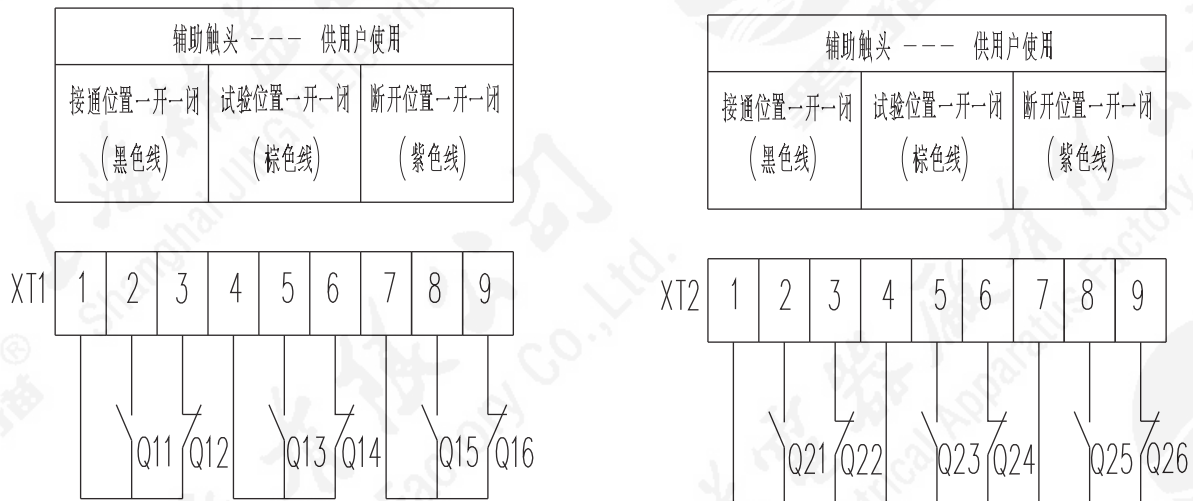 辅助触头 --- 供用户使用
接通位置一开一闭 试验位置一开一闭 断开位置一开一闭
(黑色线) (棕色线) (紫色线)
XT1 1 2 3 4 5 6 7 8 9
Q11 Q12 Q13 Q14 Q15 Q16
辅助触头 --- 供用户使用
接通位置一开一闭 试验位置一开一闭 断开位置一开一闭
(黑色线) (棕色线) (紫色线)
XT2 1 2 3 4 5 6 7 8 9
Q21 Q22 Q23 Q24 Q25 Q26